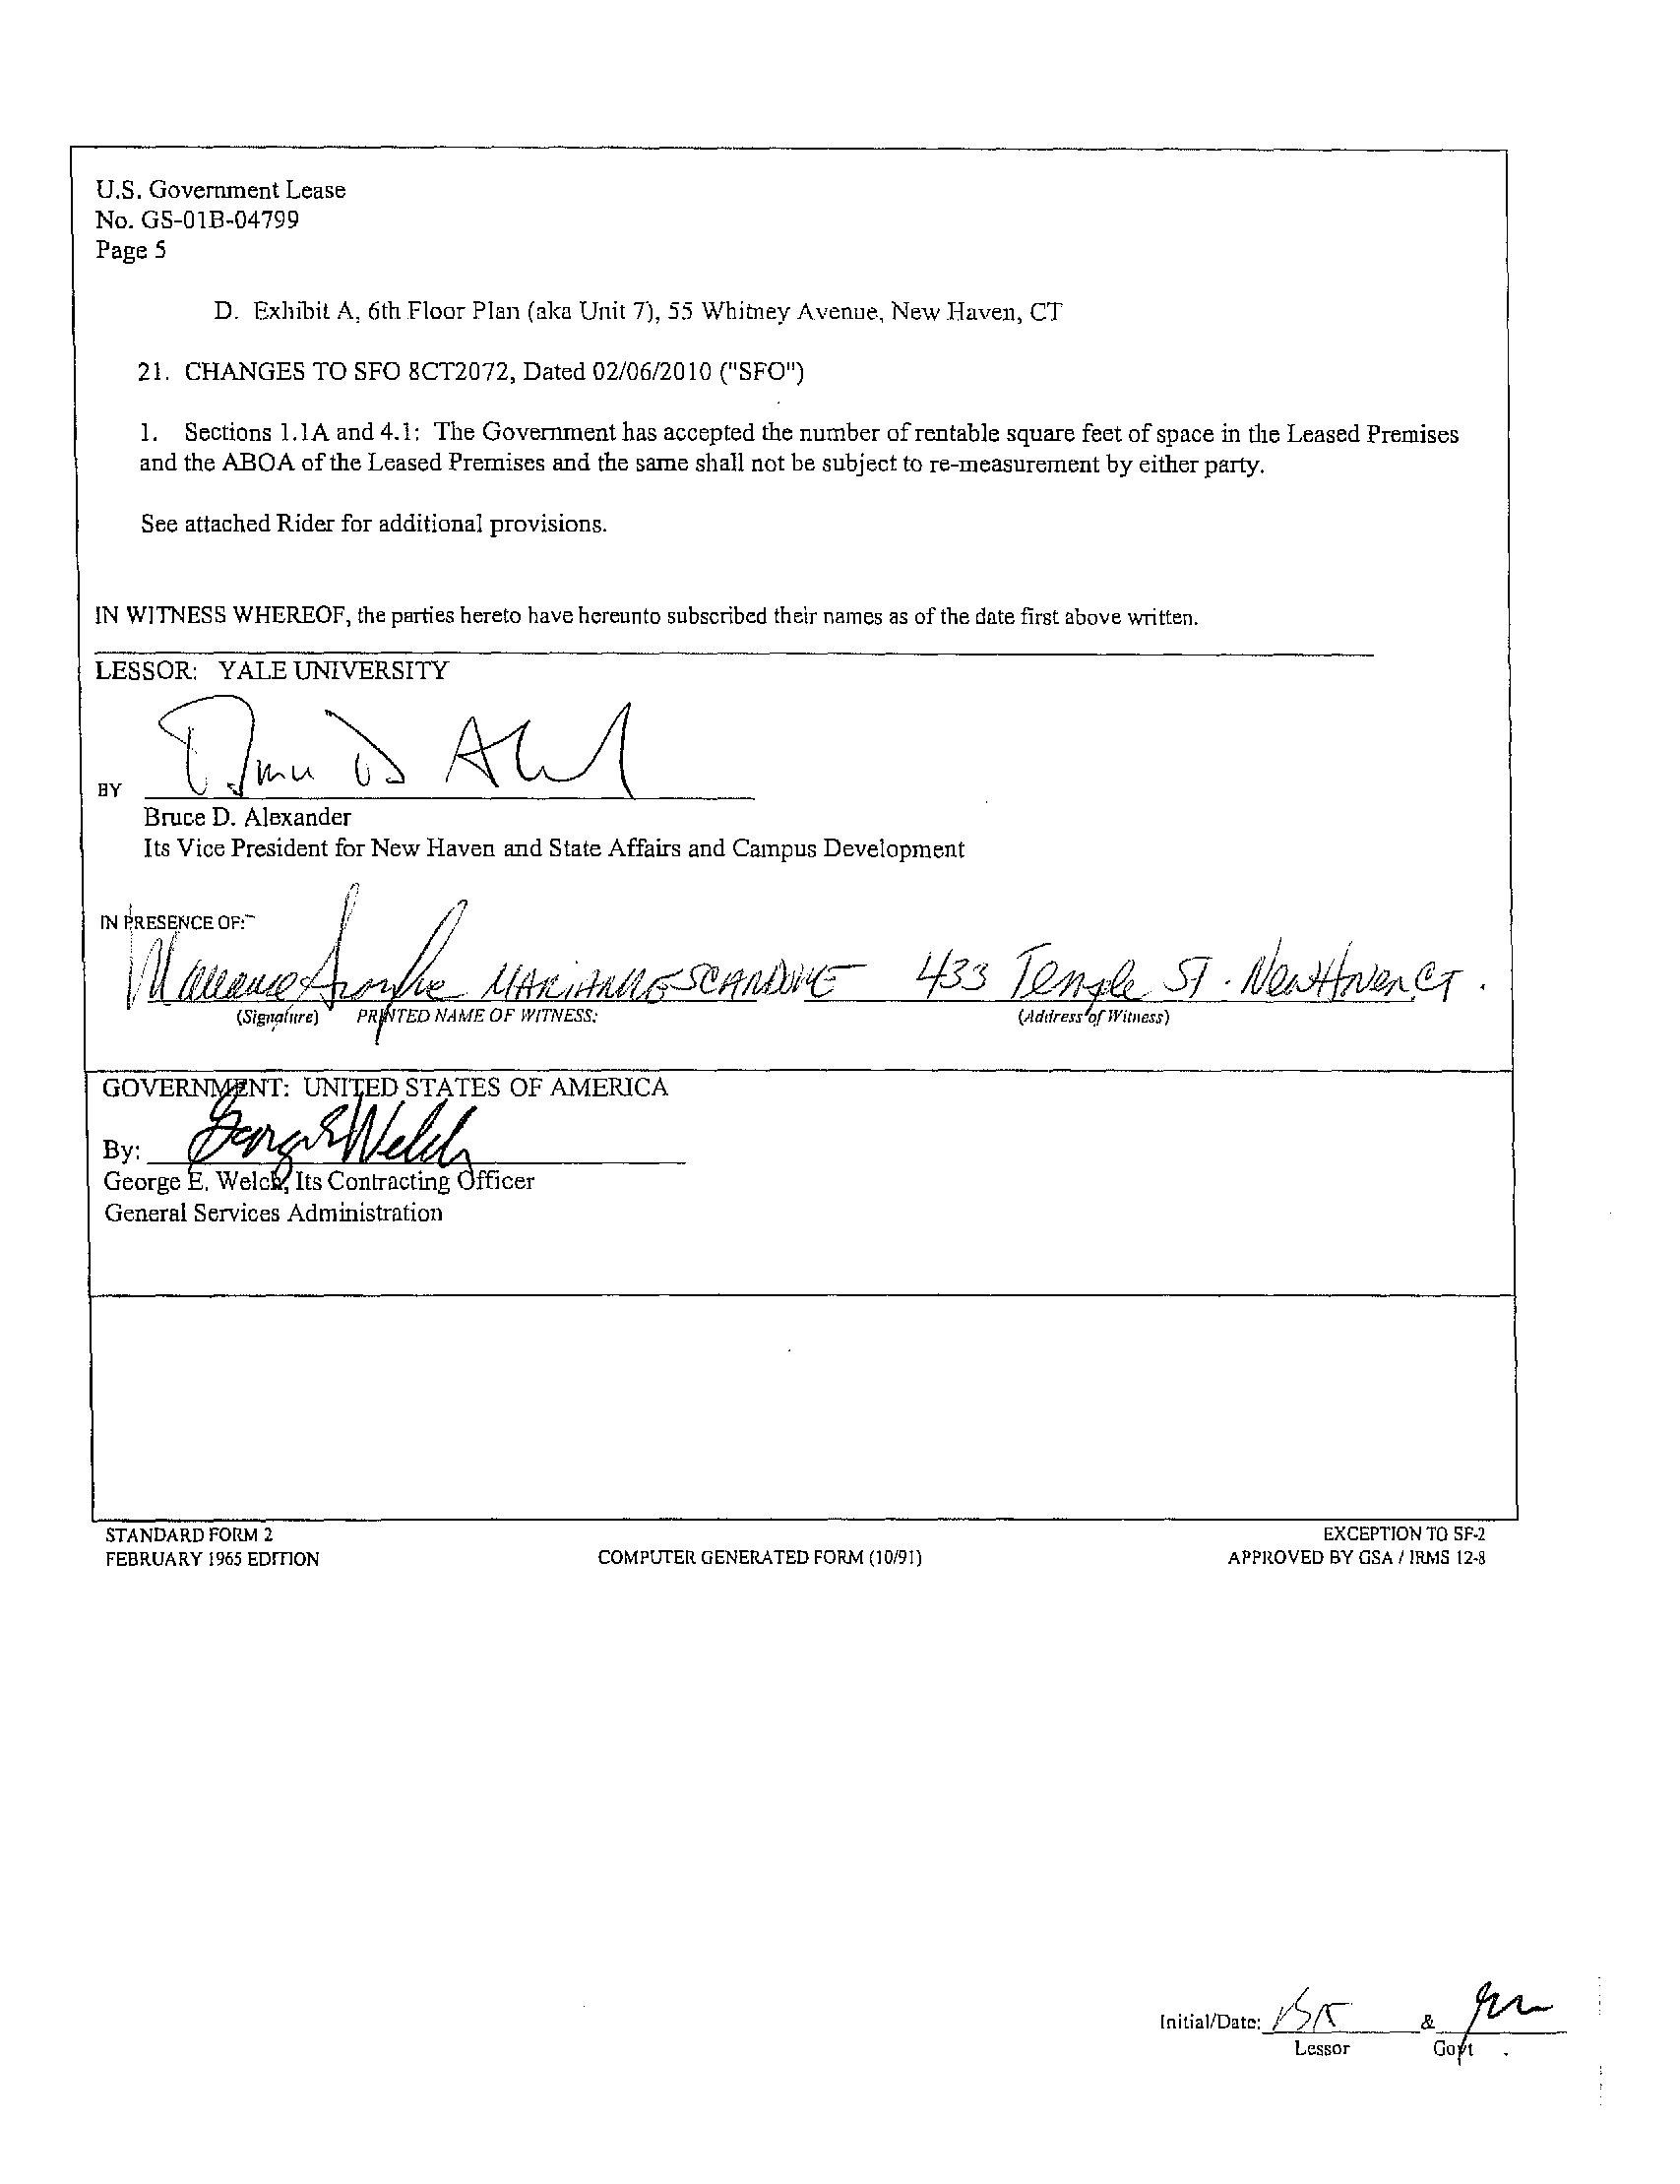 U.S. Government Lease
No. GS-01B-04799
Page 5
D. Exhibit A, 6th Floor Plan (aka Unit 7), 55 Whitney Avenue, New Haven, CT
21. CHANGES TO SFO 8CT2072, Dated 02/06/2010 ("SFO")
1. Sections 1.1A and 4.1: The Government has accepted the number of rentable square feet of space in the Leased Premises
and the ABOA of the Leased Premises and the same shall not be subject to re-measurement by either party.
See attached Rider for additional provisions.
IN WITNESS WHEREOF, the parties hereto have hereunto subscribed their names as of the date first above written.
LESSOR: YALE UNIVERSITY
BY
Bruce D. Alexander
Its Vice President for New Haven and State Affairs and Campus Development
IN PRESENCE OF:
MARIANNE 433 Temple ST. New Haven, CT.
(Signature) PRINTED NAME OF WITNESS: (Address of Witness)
GOVERNMENT: UNITED STATES OF AMERICA
By: George E Welch
George E. Welch, Its Contracting Officer
General Services Administration
STANDARD FORM 2 EXCEPTION TO SF-2
FEBRUARY 1965 EDITION COMPUTER GENERATED FORM (10/91) APPROVED BY GSA / IRMS 12-8
Initial/Date: &
Lessor Gov't